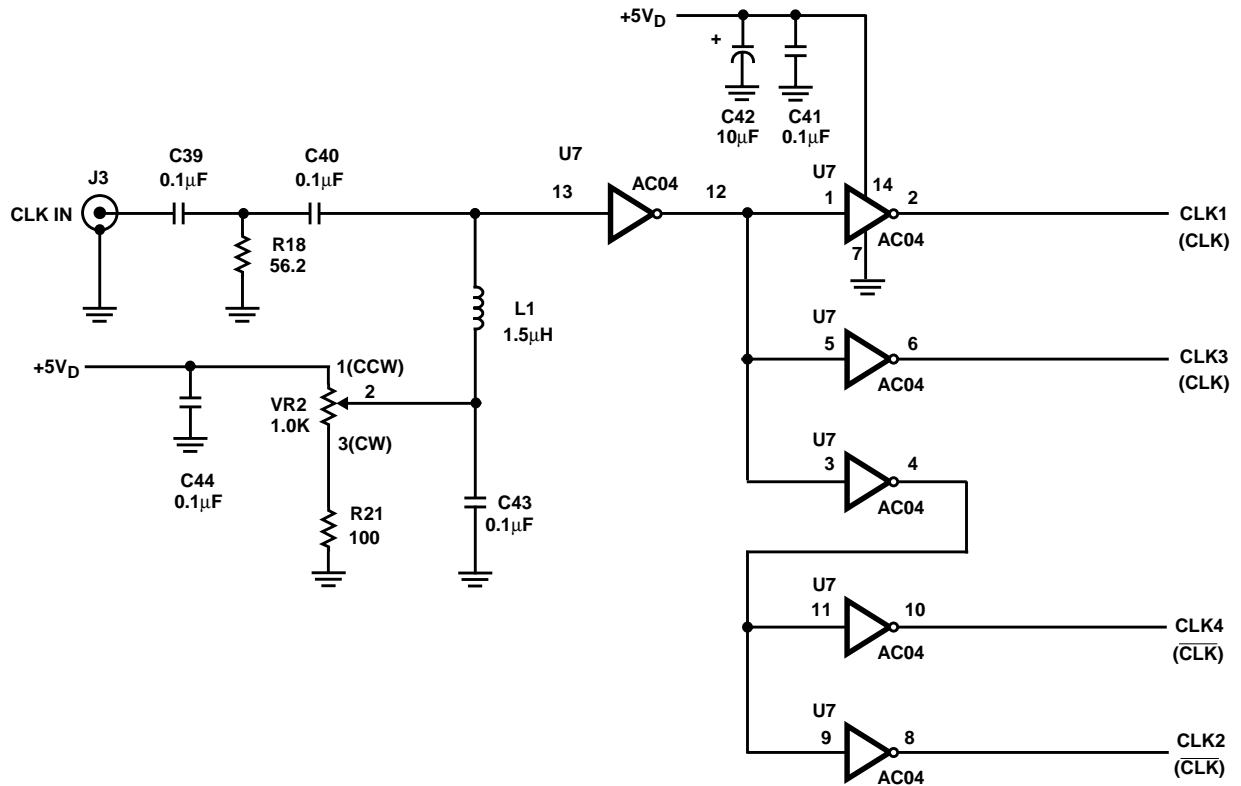 +5VD
+
C42
10μF
C41
0.1μF
C39
0.1μF
C40
0.1μF
U7
J3
CLK IN
13
AC04
12
U7
14
1
2
7
AC04
CLK1
(CLK)
R18
56.2
L1
1.5μH
U7
5
6
AC04
CLK3
(CLK)
+5VD
1(CCW)
2
VR2
1.0K
3(CW)
C44
0.1μF
U7
3
4
AC04
R21
100
C43
0.1μF
U7
11
10
AC04
CLK4
(C̅L̅K̅)
U7
9
8
AC04
CLK2
(C̅L̅K̅)